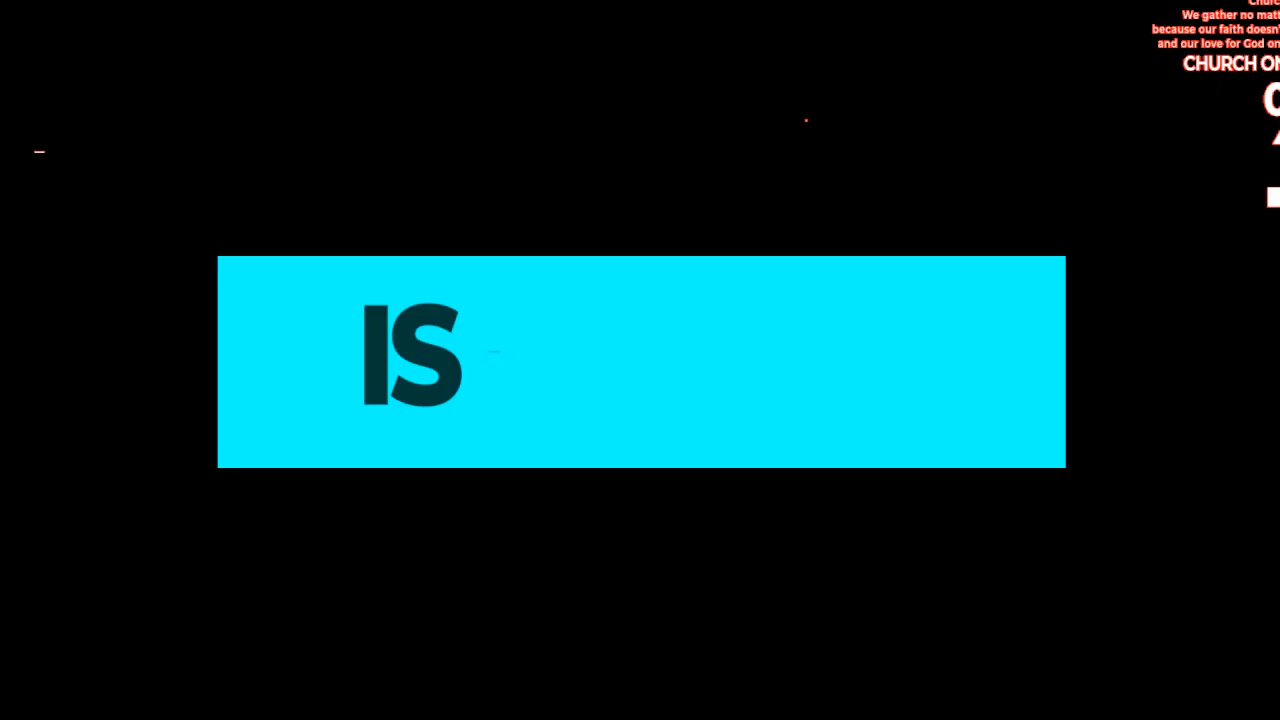 We gather no matt
because our faith doesn'
and our love for God on
CHURCH ON
IS